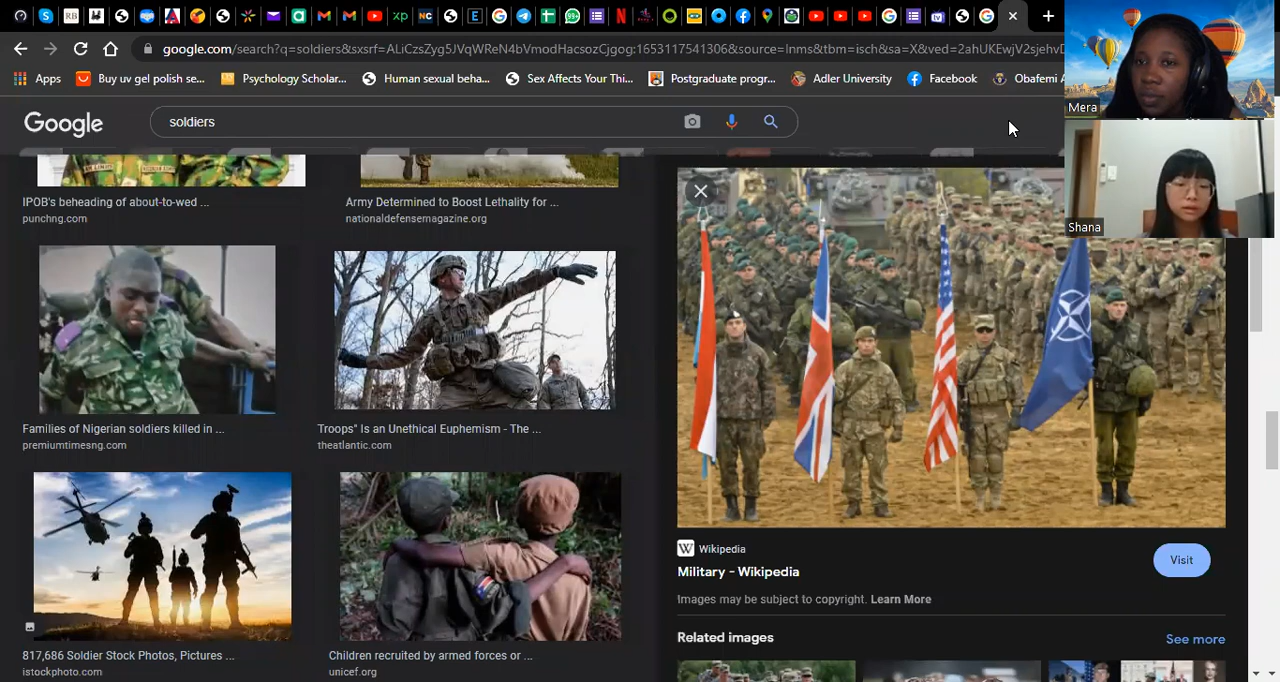 google.com/search?q=soldiers&sxsrf=ALiCzsZyg5JVqWReN4bVmodHacsozCjgog:1653117541306&source=lnms&tbm=isch&sa=X&ved=2ahUKEwjV2sjehvD
Apps
Buy uv gel polish se...
Psychology Scholar...
Human sexual beha...
Sex Affects Your Thi...
Postgraduate progr...
Adler University
Facebook
Obafemi A
Mera
Google
soldiers
Shana
IPOB's beheading of about-to-wed ...
punchng.com
Army Determined to Boost Lethality for ...
nationaldefensemagazine.org
Families of Nigerian soldiers killed in ...
premiumtimesng.com
Troops" Is an Unethical Euphemism - The ...
theatlantic.com
817,686 Soldier Stock Photos, Pictures ...
istockphoto.com
Children recruited by armed forces or ...
unicef.org
W Wikipedia
Military - Wikipedia
Visit
Images may be subject to copyright. Learn More
Related images
See more